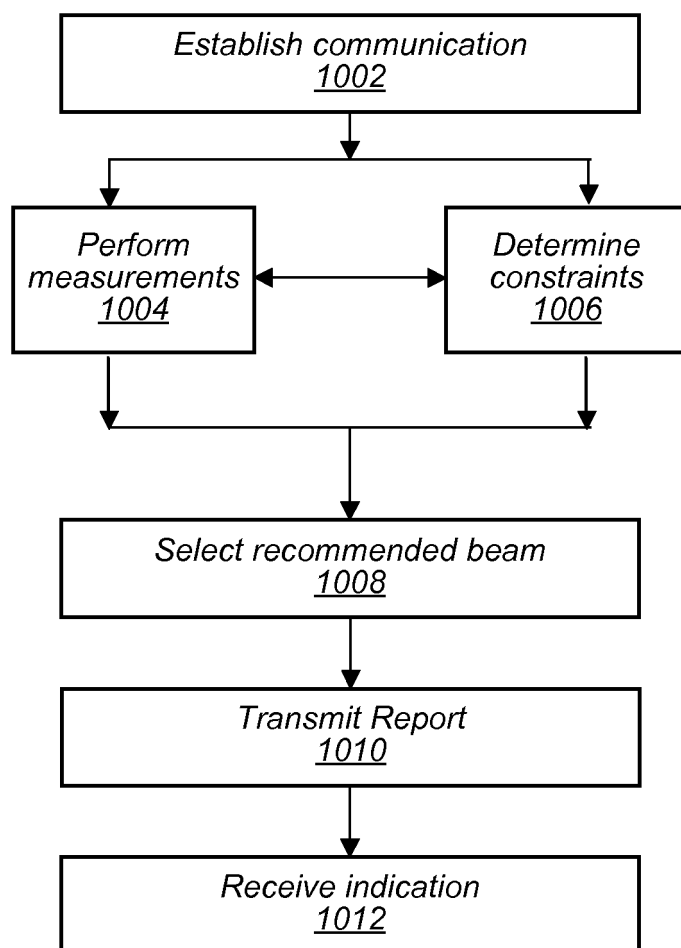 Establish communication
1002
Perform
measurements
1004
Determine
constraints
1006
Select recommended beam
1008
Transmit Report
1010
Receive indication
1012